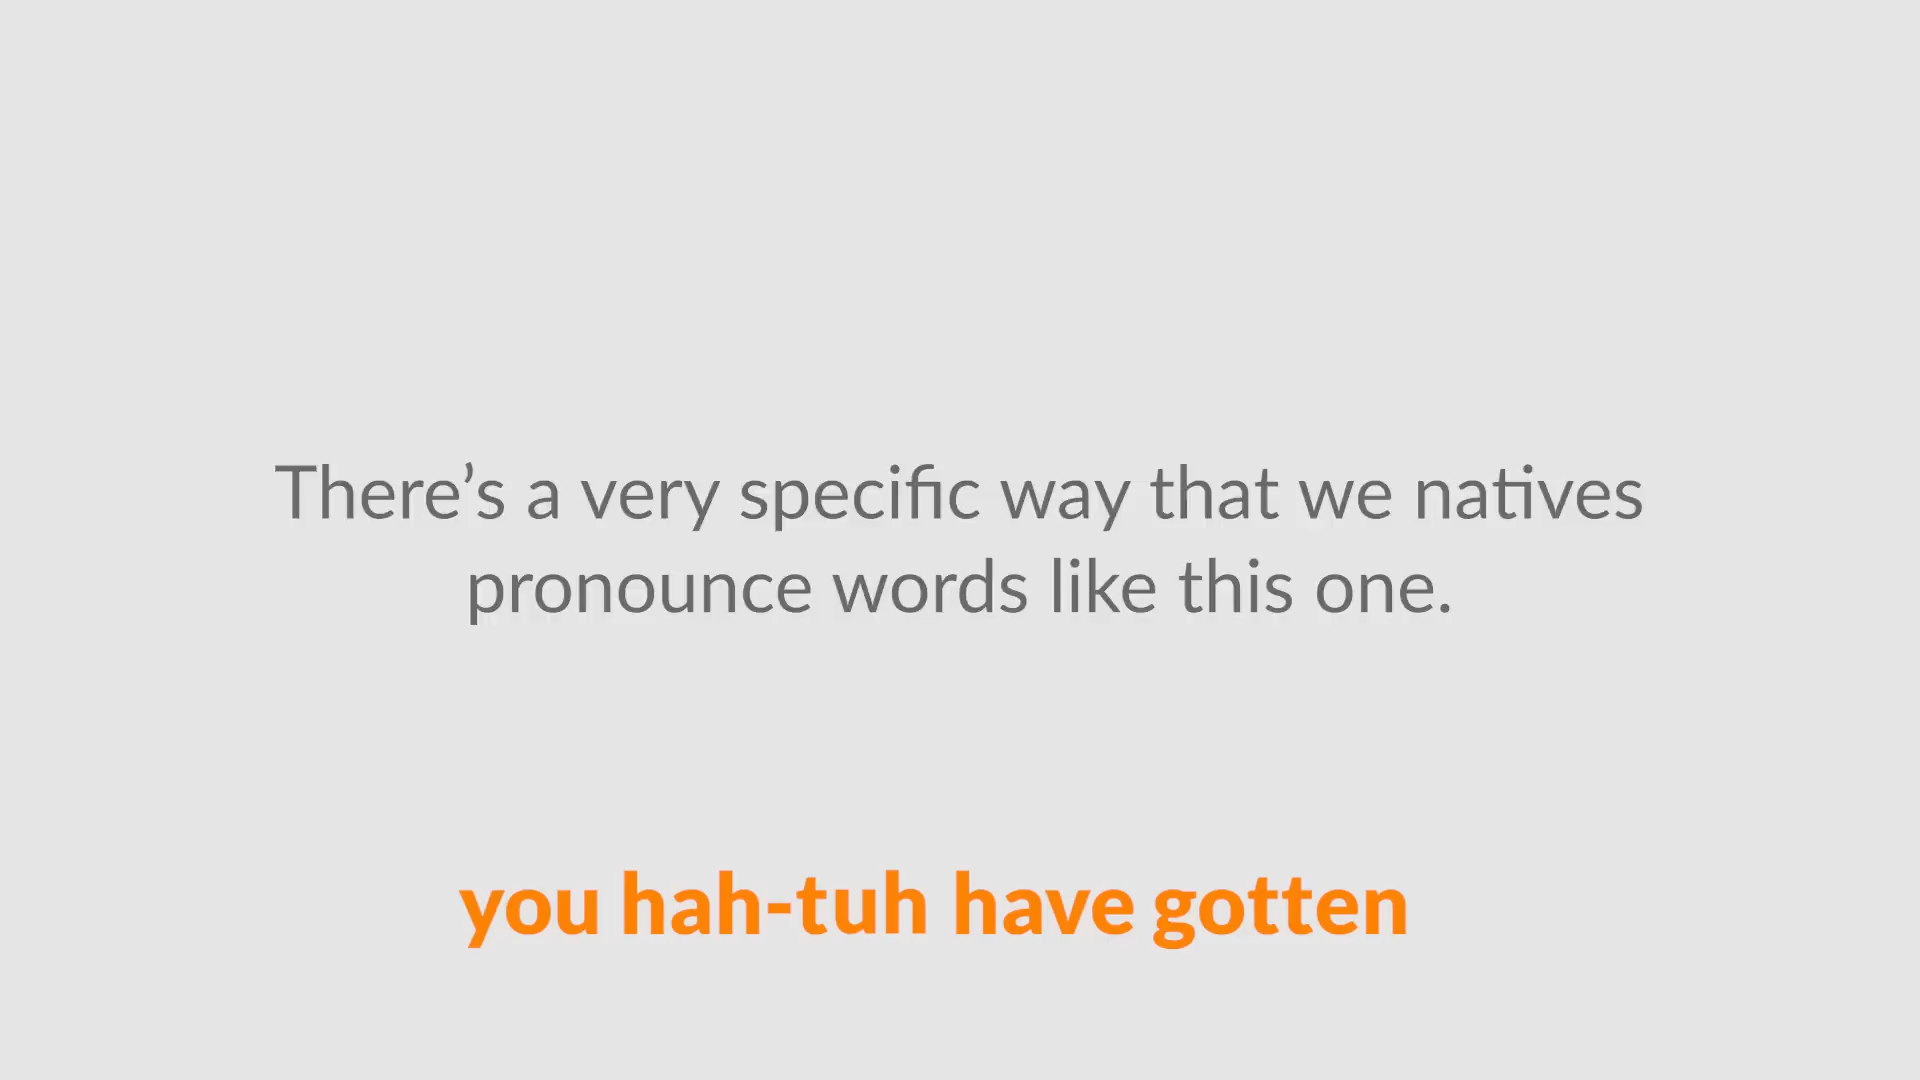 There’s a very specific way that we natives
pronounce words like this one.
you hah-tuh have gotten